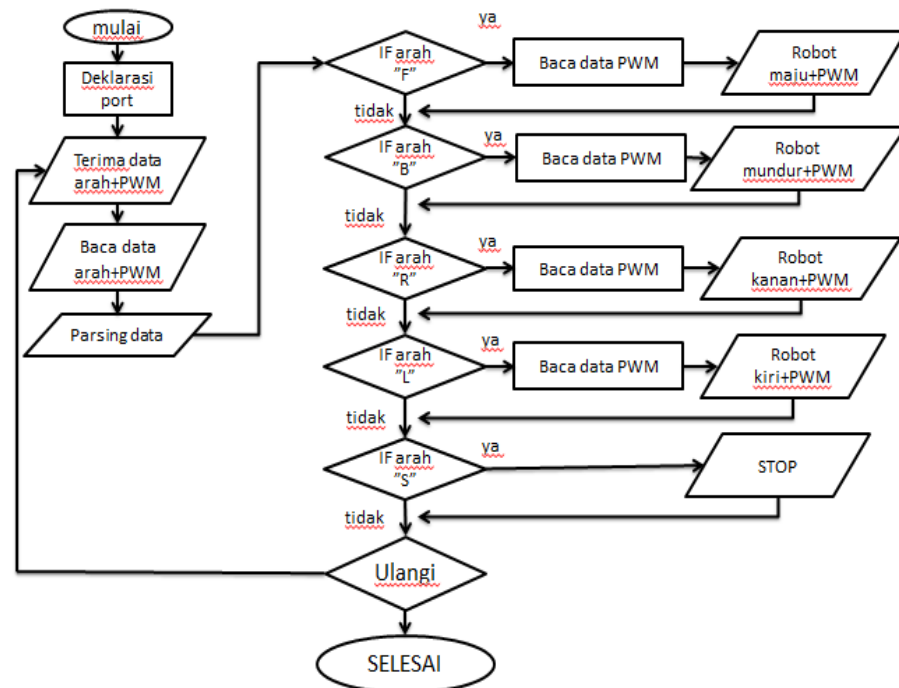 mulai
Deklarasi
port
Terima data
arah+PWM
Baca data
arah+PWM
Parsing data
IF arah
"F"
ya
Baca data PWM
Robot
maju+PWM
tidak
IF arah
"B"
ya
Baca data PWM
Robot
mundur+PWM
tidak
IF arah
"R"
ya
Baca data PWM
Robot
kanan+PWM
tidak
IF arah
"L"
ya
Baca data PWM
Robot
kiri+PWM
tidak
IF arah
"S"
ya
STOP
tidak
Ulangi
SELESAI